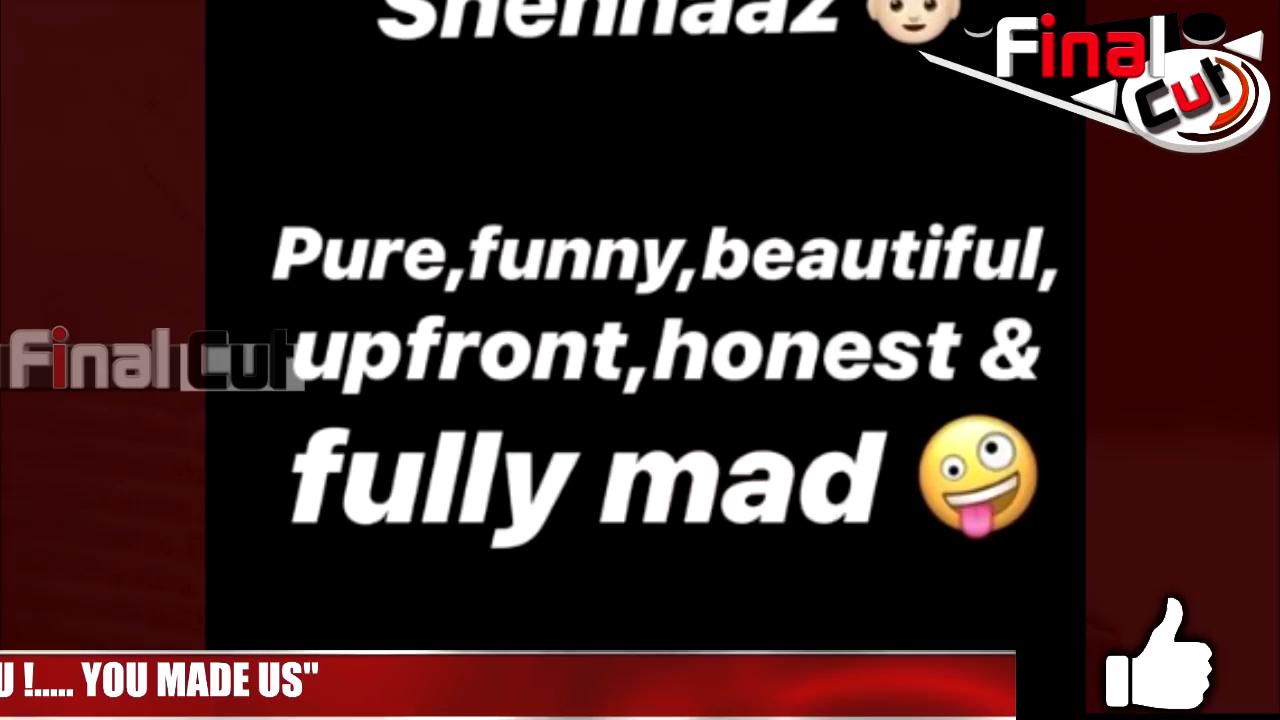 Shehnaaz
Final
Cut
Pure,funny,beautiful,
upfront,honest &
Final Cut
fully mad
U !..... YOU MADE US"